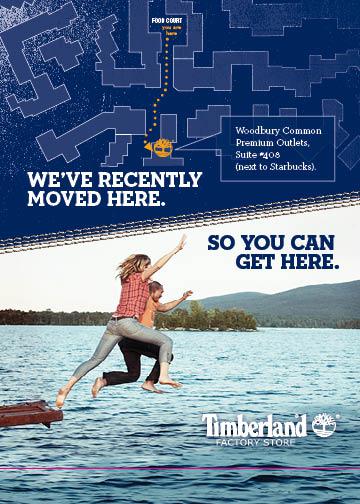 FOOD COURT
you are
here
Woodbury Common
Premium Outlets,
Suite #408
(next to Starbucks).
WE'VE RECENTLY
MOVED HERE.
SO YOU CAN
GET HERE.
Timberland®
FACTORY STORE